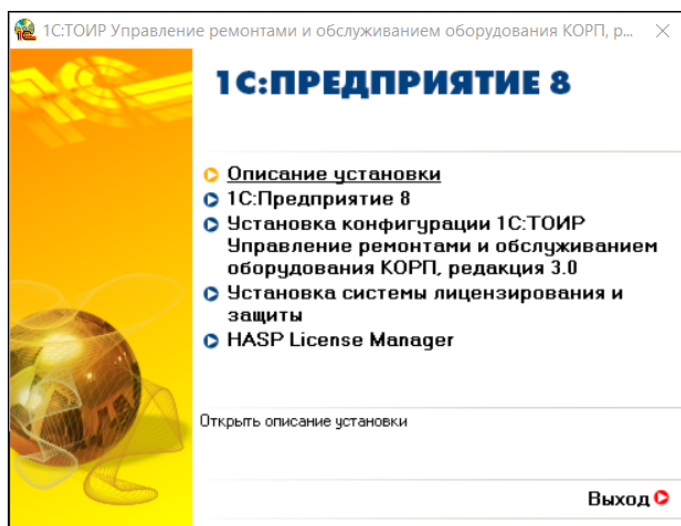 1С:ТОИР Управление ремонтами и обслуживанием оборудования КОРП, р...
1С:ПРЕДПРИЯТИЕ 8
Описание установки
1С:Предприятие 8
Установка конфигурации 1С:ТОИР
Управление ремонтами и обслуживанием
оборудования КОРП, редакция 3.0
Установка системы лицензирования и
защиты
HASP License Manager
Открыть описание установки
Выход